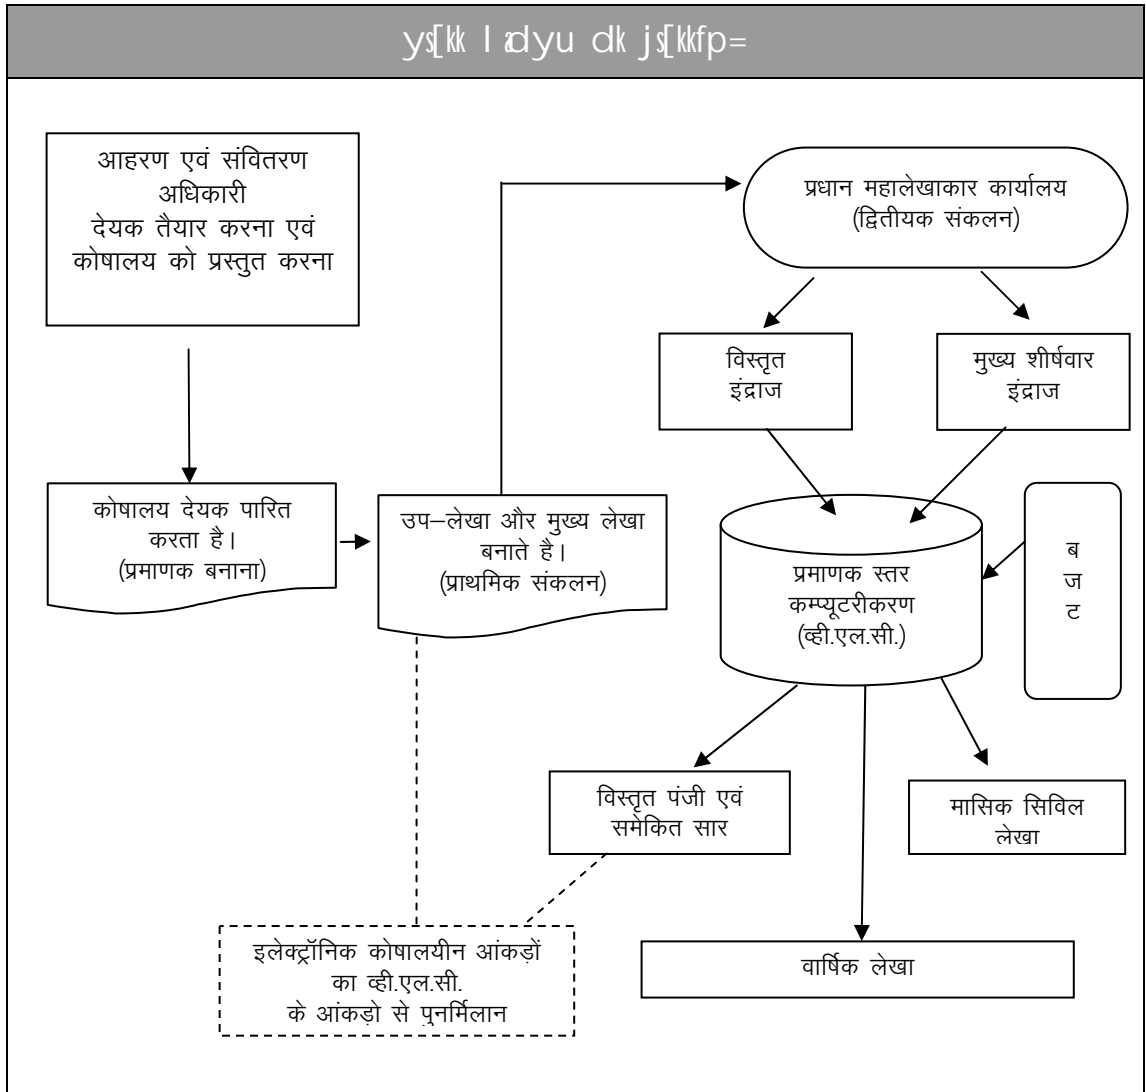 ys[kk l adyu dk js[kkfp=
आहरण एवं संवितरण
अधिकारी
देयक तैयार करना एवं
कोषालय को प्रस्तुत करना
प्रधान महालेखाकार कार्यालय
(द्वितीयक संकलन)
विस्तृत
इंद्राज
मुख्य शीर्षवार
इंद्राज
कोषालय देयक पारित
करता है।
(प्रमाणक बनाना)
उप–लेखा और मुख्य लेखा
बनाते है।
(प्राथमिक संकलन)
प्रमाणक स्तर
कम्प्यूटरीकरण
(व्ही.एल.सी.)
ब
ज
ट
विस्तृत पंजी एवं
समेकित सार
मासिक सिविल
लेखा
इलेक्ट्रॉनिक कोषालयीन आंकड़ों
का व्ही.एल.सी.
के आंकड़ो से पुनर्मिलान
वार्षिक लेखा